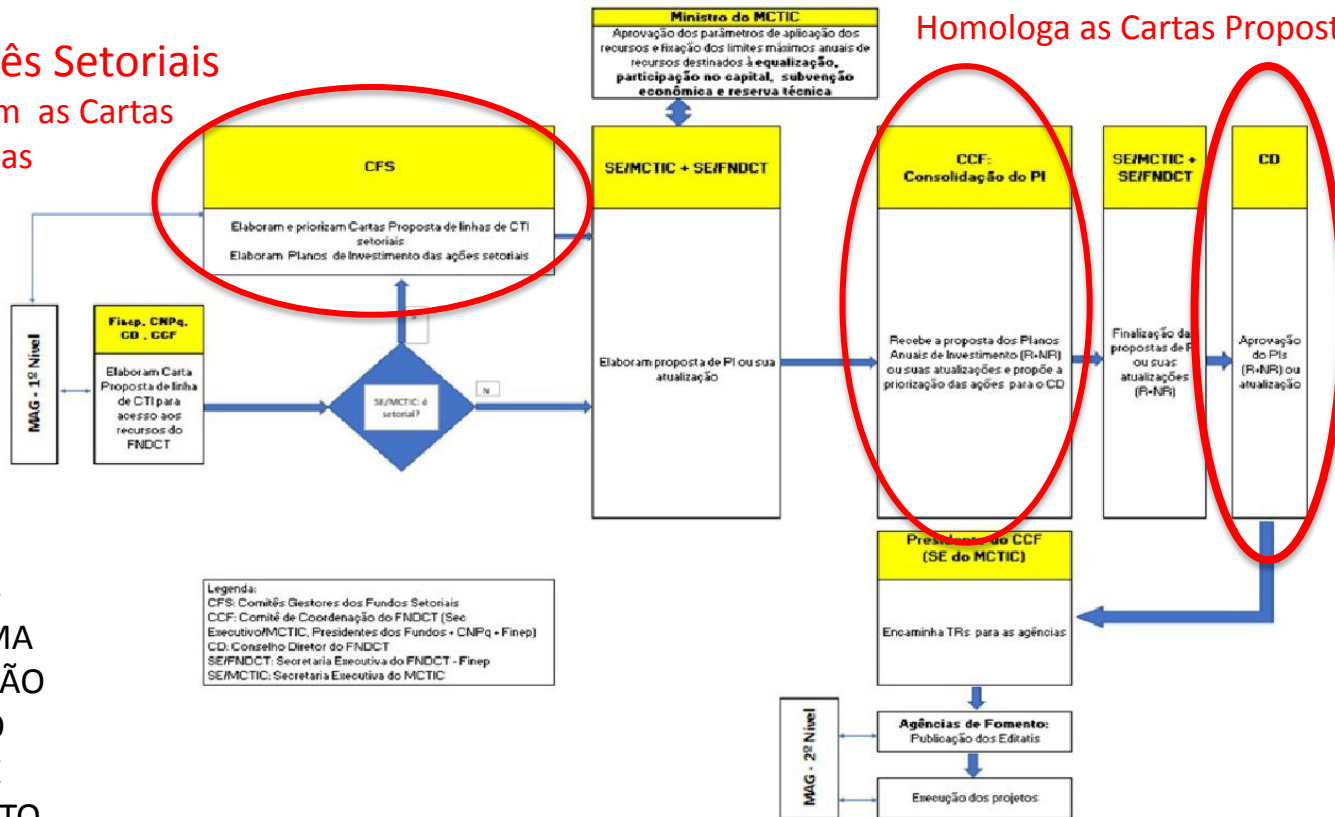 ês Setoriais
m as Cartas
as
Homologa as Cartas Propost
Ministro do MCTIC
Aprovação dos parâmetros de aplicação dos
recursos e fixação dos limites máximos anuais de
recursos destinados à equalização,
participação no capital, subvenção
econômica e reserva técnica
CFS
Elaboram e priorizam Cartas Proposta de linhas de CTI
setoriais
Elaboram Planos de Investimento das ações setoriais
SE/MCTIC + SE/FNDCT
Elaboram proposta de PI ou sua
atualização
CCF:
Consolidação do PI
Recebe a proposta dos Planos
Anuais de Investimento (R+NR)
ou suas atualizações e propõe a
priorização das ações para o CD
SE/MCTIC +
SE/FNDCT
Finalização da
propostas de P
ou suas
atualizações
(R+NR)
CD
Aprovação
do PIs
(R+NR) ou
atualização
MAG - 1º Nível
Finep, CNPq,
CD , CCF
Elaboram Carta
Proposta de linha
de CTI para
acesso aos
recursos do
FNDCT
SE/MCTIC: é
setorial?
N
Presidente do CCF
(SE do MCTIC)
Encaminha TRs para as agências
Legenda:
CFS: Comitês Gestores dos Fundos Setoriais
CCF: Comitê de Coordenação do FNDCT (Sec
Executivo/MCTIC, Presidentes dos Fundos + CNPq + Finep)
CD: Conselho Diretor do FNDCT
SE/FNDCT: Secretaria Executiva do FNDCT - Finep
SE/MCTIC: Secretaria Executiva do MCTIC
MA
ÃO
O
TO
MAG - 2º Nível
Agências de Fomento:
Publicação dos Editatis
Execução dos projetos